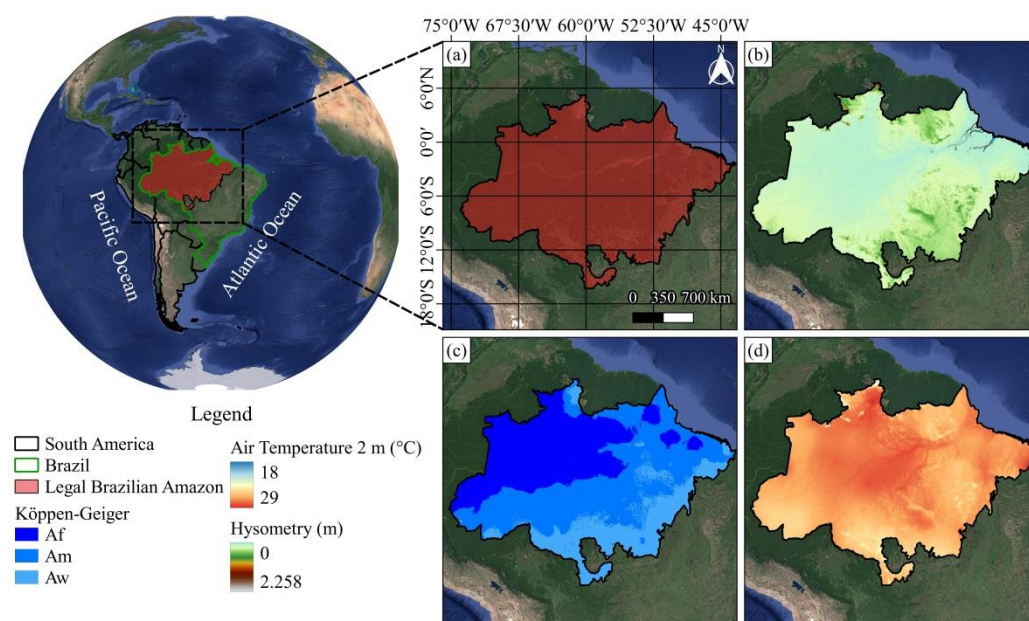 75°0′W 67°30′W 60°0′W 52°30′W 45°0′W
(a)
N
6°0′N
0°0′
6°0′S
12°0′S
18°0′S
0 350 700 km
(b)
Pacific Ocean
Atlantic Ocean
(c)
(d)
Legend
South America
Brazil
Legal Brazilian Amazon
Köppen-Geiger
Af
Am
Aw
Air Temperature 2 m (°C)
18
29
Hysometry (m)
0
2.258